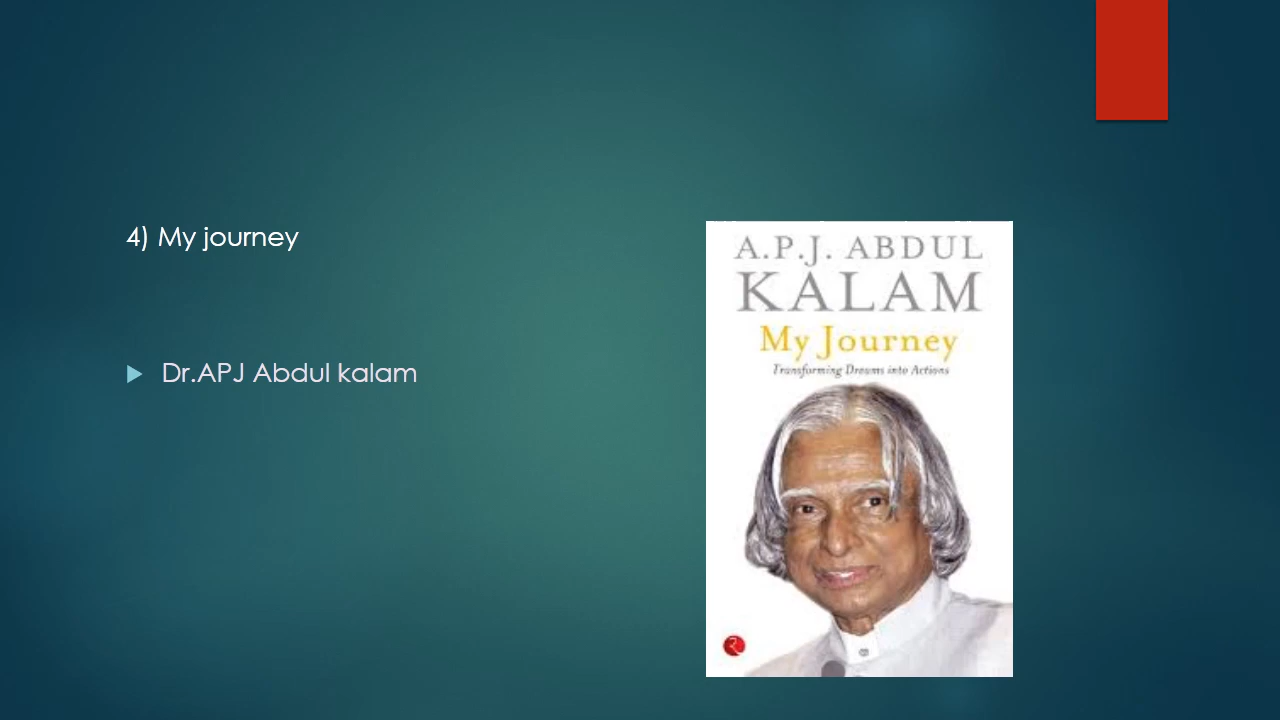 4) My journey
Dr.APJ Abdul kalam
A.P.J. ABDUL
KALAM
My Journey
Transforming Dreams into Actions